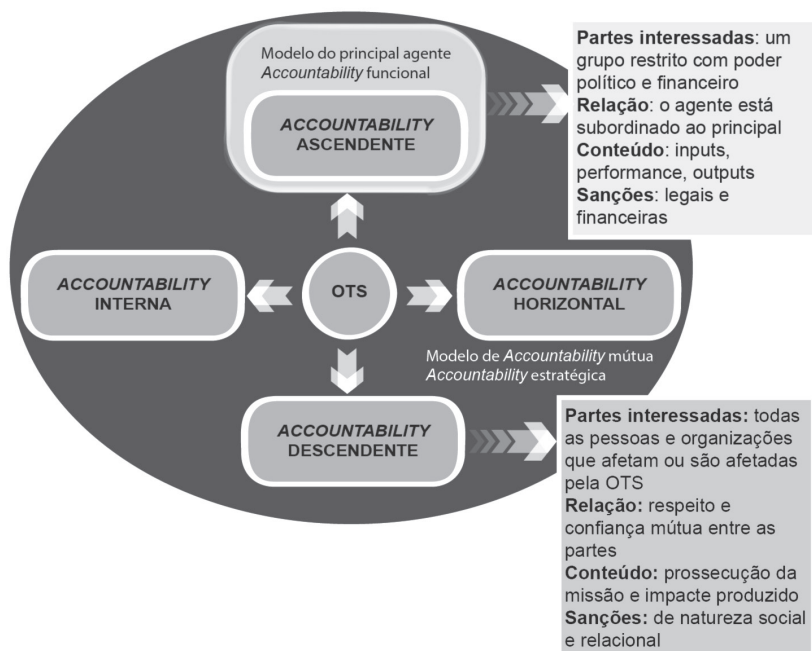 Modelo do principal agente
Accountability funcional
ACCOUNTABILITY
ASCENDENTE
Partes interessadas: um
grupo restrito com poder
político e financeiro
Relação: o agente está
subordinado ao principal
Conteúdo: inputs,
performance, outputs
Sanções: legais e
financeiras
ACCOUNTABILITY
INTERNA
OTS
ACCOUNTABILITY
HORIZONTAL
Modelo de Accountability mútua
Accountability estratégica
ACCOUNTABILITY
DESCENDENTE
Partes interessadas: todas
as pessoas e organizações
que afetam ou são afetadas
pela OTS
Relação: respeito e
confiança mútua entre as
partes
Conteúdo: prossecução da
missão e impacte produzido
Sanções: de natureza social
e relacional